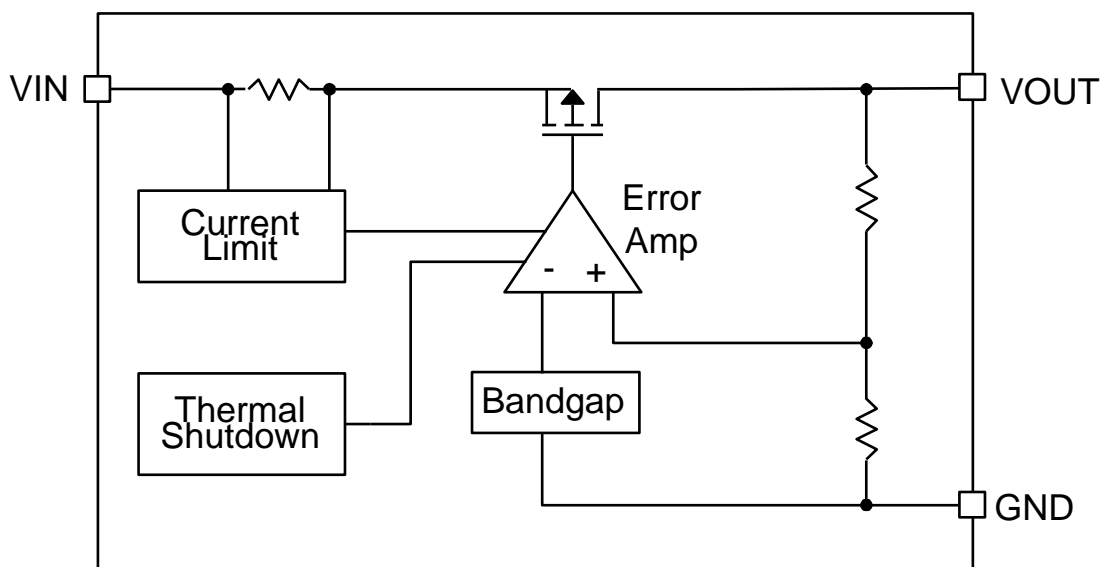 VIN
VOUT
Current
Limit
Error
Amp
- +
Thermal
Shutdown
Bandgap
GND